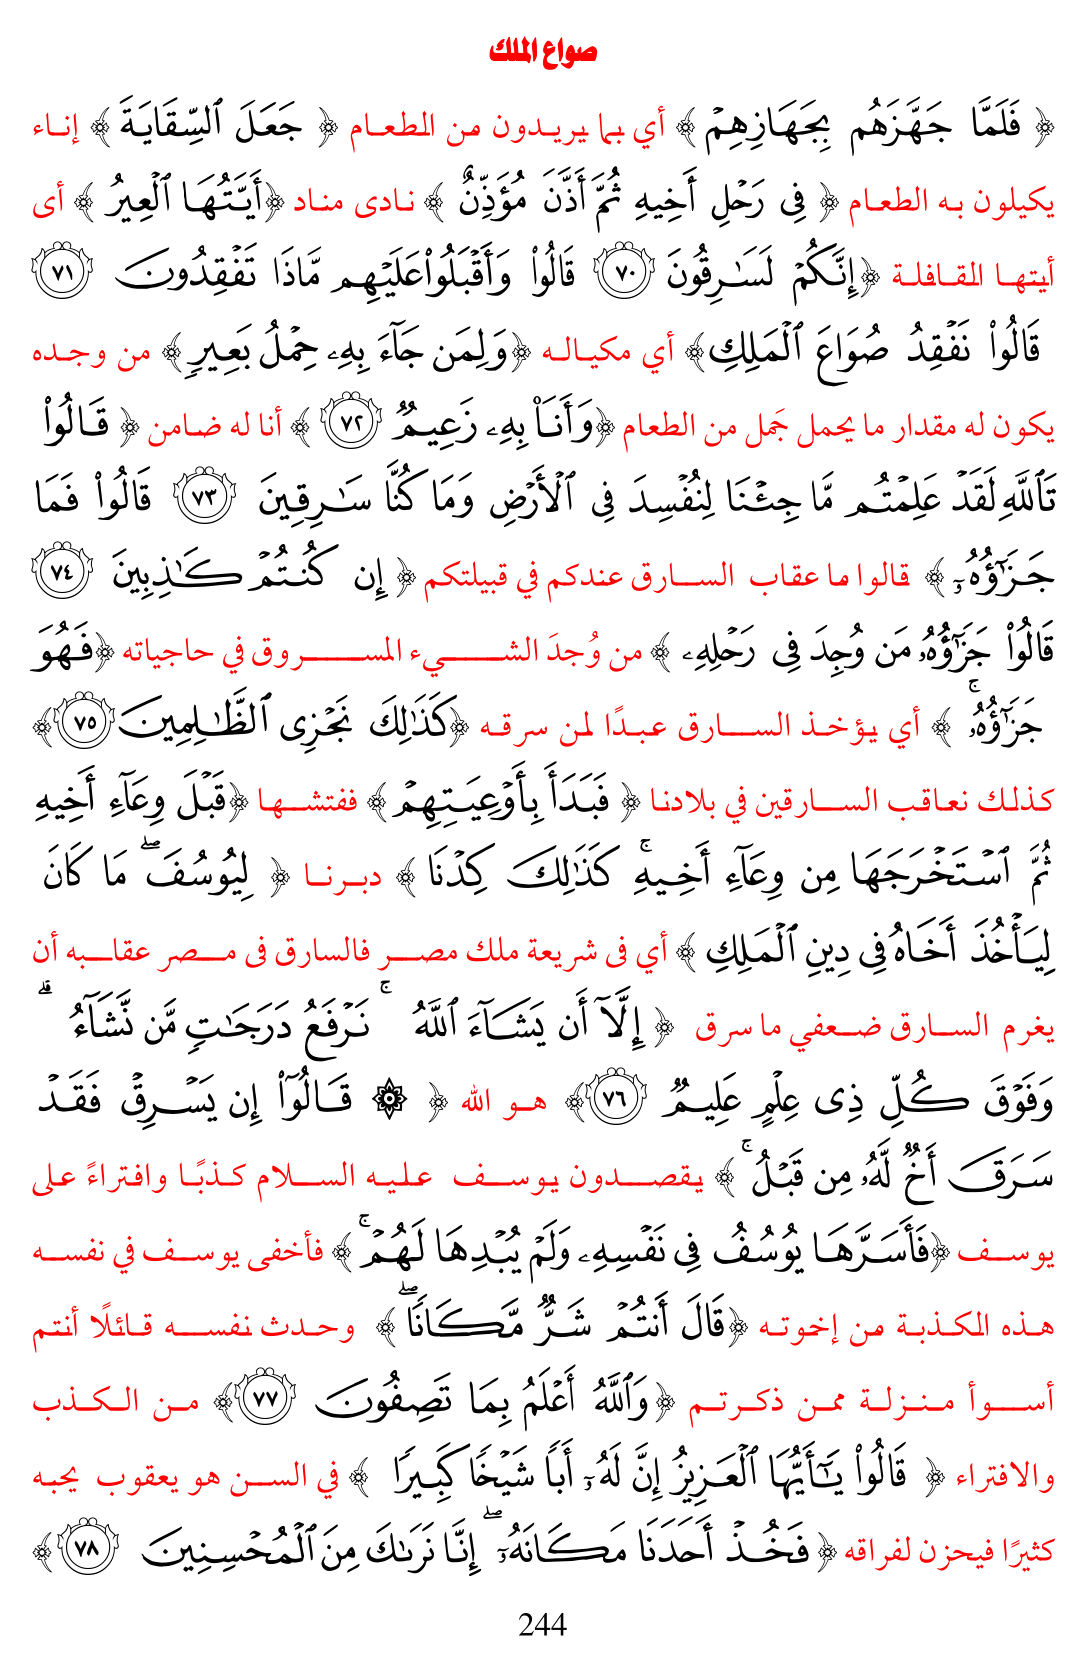 صواع الملك
﴿ فَلَمَّا جَهَّزَهُم بِجَهَازِهِمْ ﴾ أي بما يريدون من الطعام ﴿ جَعَلَ ٱلسِّقَايَةَ ﴾ إناء
يكيلون به الطعام ﴿ فِى رَحْلِ أَخِيهِ ثُمَّ أَذَّنَ مُؤَذِّنٌ ﴾ نادى مناد ﴿أَيَّتُهَا ٱلْعِيرُ ﴾ أى
أيتها القافلة ﴿إِنَّكُمْ لَسَـٰرِقُونَ ٧٠ قَالُوا۟ وَأَقْبَلُوا۟ عَلَيْهِم مَّاذَا تَفْقِدُونَ ٧١
قَالُوا۟ نَفْقِدُ صُوَاعَ ٱلْمَلِكِ﴾ أي مكياله ﴿وَلِمَن جَآءَ بِهِۦ حِمْلُ بَعِيرٍ﴾ من وجده
يكون له مقدار ما يحمل جَمل من الطعام ﴿وَأَنَا۠ بِهِۦ زَعِيمٌ ٧٢ ﴾ أنا له ضامن ﴿ قَالُوا۟
تَٱللَّهِ لَقَدْ عَلِمْتُم مَّا جِئْنَا لِنُفْسِدَ فِى ٱلْأَرْضِ وَمَا كُنَّا سَـٰرِقِينَ ٧٣ قَالُوا۟ فَمَا
جَزَٰٓؤُهُۥٓ ﴾ قالوا ما عقاب السارق عندكم في قبيلتكم ﴿ إِن كُنتُمْ كَـٰذِبِينَ ٧٤
قَالُوا۟ جَزَٰٓؤُهُۥ مَن وُجِدَ فِى رَحْلِهِۦ ﴾ من وُجدَ الشيء المسروق في حاجياته ﴿فَهُوَ
جَزَٰٓؤُهُۥ ۚ ﴾ أي يؤخذ السارق عبدًا لمن سرقه ﴿كَذَٰلِكَ نَجْزِى ٱلظَّـٰلِمِينَ ٧٥﴾
كذلك نعاقب السارقين في بلادنا ﴿ فَبَدَأَ بِأَوْعِيَتِهِمْ ﴾ ففتشها ﴿قَبْلَ وِعَآءِ أَخِيهِ
ثُمَّ ٱسْتَخْرَجَهَا مِن وِعَآءِ أَخِيهِ ۚ كَذَٰلِكَ كِدْنَا ﴾ دبرنا ﴿ لِيُوسُفَ ۖ مَا كَانَ
لِيَأْخُذَ أَخَاهُ فِى دِينِ ٱلْمَلِكِ ﴾ أي فى شريعة ملك مصر فالسارق فى مصر عقابه أن
يغرم السارق ضعفي ما سرق ﴿ إِلَّآ أَن يَشَآءَ ٱللَّهُ ۚ نَرْفَعُ دَرَجَـٰتٍ مَّن نَّشَآءُ ۗ
وَفَوْقَ كُلِّ ذِى عِلْمٍ عَلِيمٌ ٧٦﴾ هو الله ﴿ ۞ قَالُوٓا۟ إِن يَسْرِقْ فَقَدْ
سَرَقَ أَخٌ لَّهُۥ مِن قَبْلُ ۚ ﴾ يقصدون يوسف عليه السلام كذبًا وافتراءً على
يوسف ﴿فَأَسَرَّهَا يُوسُفُ فِى نَفْسِهِۦ وَلَمْ يُبْدِهَا لَهُمْ ۚ ﴾ فأخفى يوسف في نفسه
هذه المكذبة من إخوته ﴿قَالَ أَنتُمْ شَرٌّ مَّكَانًا ۖ ﴾ وحدث نفسه قائلًا أنتم
أسوأ منزلة ممن ذكرتم ﴿وَٱللَّهُ أَعْلَمُ بِمَا تَصِفُونَ ٧٧﴾ من الكذب
والافتراء ﴿ قَالُوا۟ يَـٰٓأَيُّهَا ٱلْعَزِيزُ إِنَّ لَهُۥٓ أَبًا شَيْخًا كَبِيرًا ﴾ في السن هو يعقوب يحبه
كثيرًا فيحزن لفراقه ﴿ فَخُذْ أَحَدَنَا مَكَانَهُۥٓ ۖ إِنَّا نَرَىٰكَ مِنَ ٱلْمُحْسِنِينَ ٧٨ ﴾
244